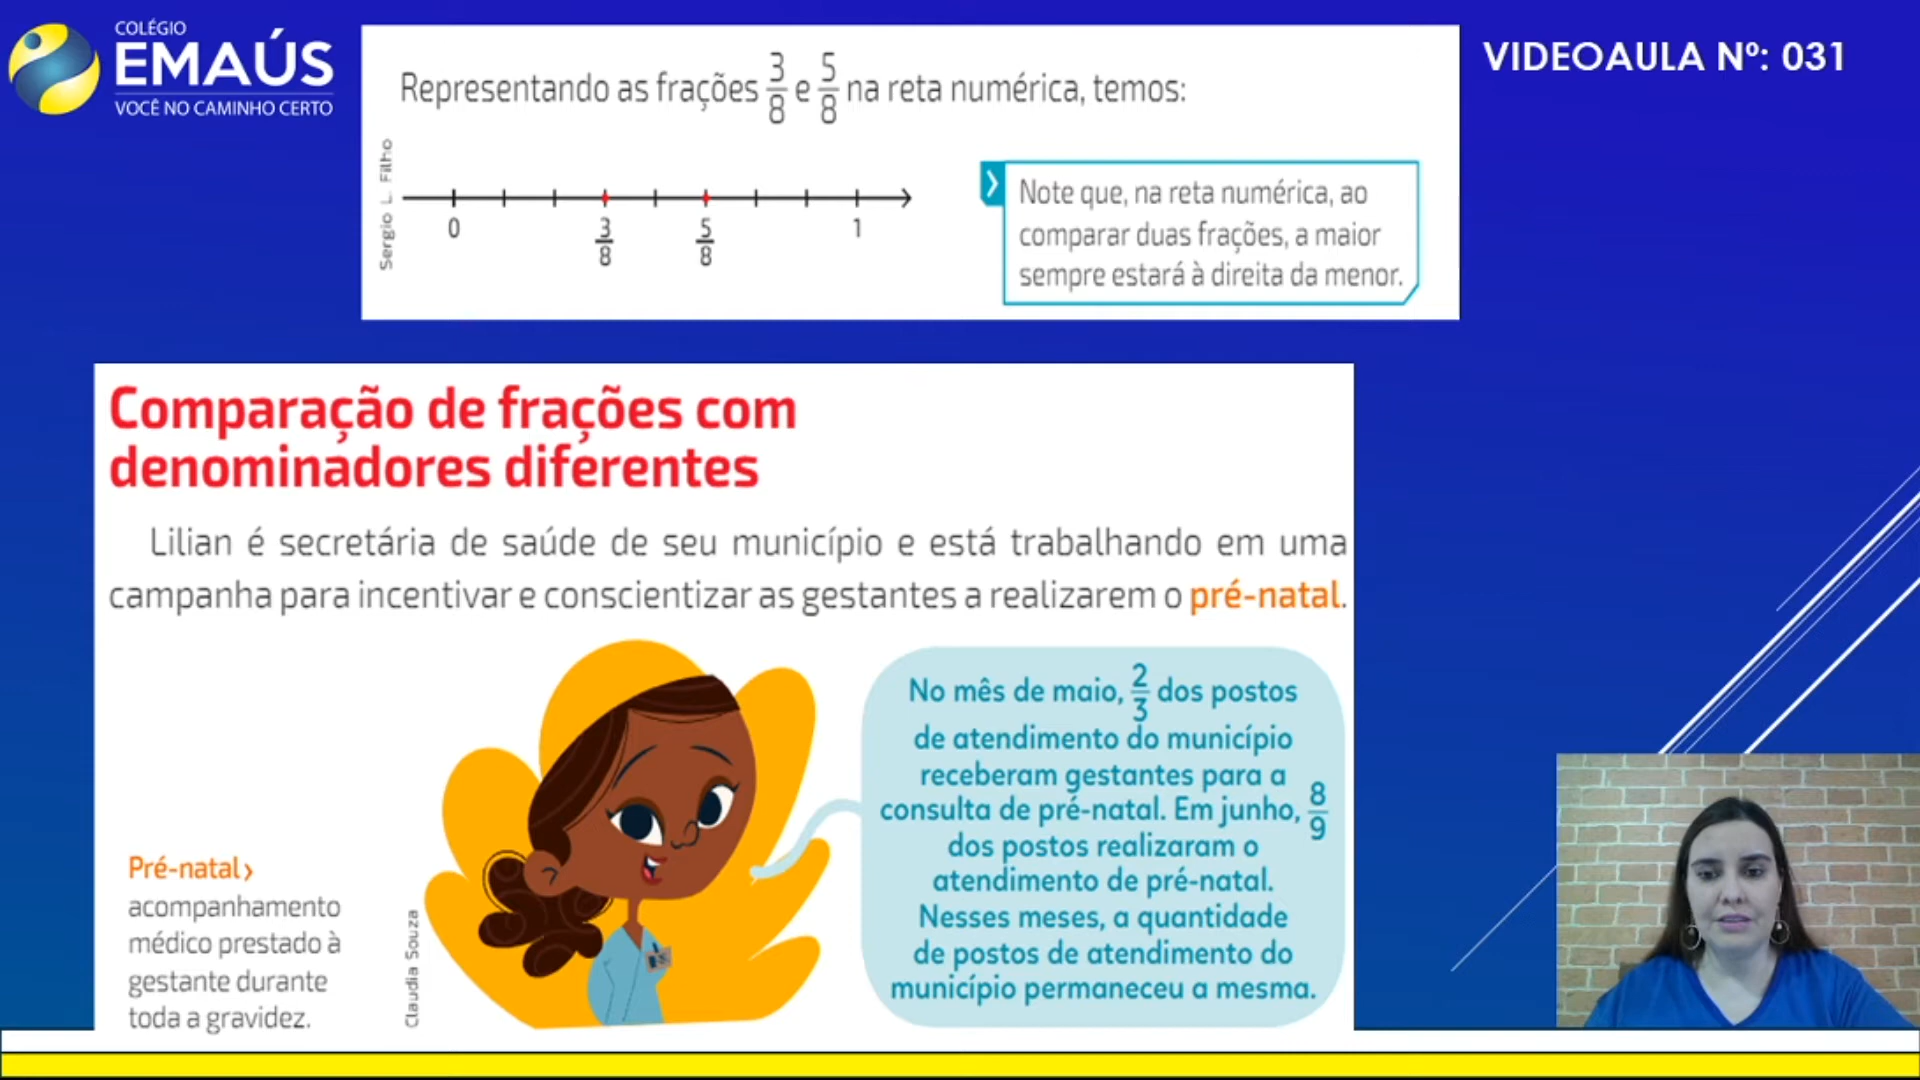 COLÉGIO
EMAÚS
VOCÊ NO CAMINHO CERTO
VIDEOAULA Nº: 031
Representando as frações 3/8 e 5/8 na reta numérica, temos:
Sergio L. Filho
0 3/8 5/8 1
Note que, na reta numérica, ao
comparar duas frações, a maior
sempre estará à direita da menor.
Comparação de frações com
denominadores diferentes
Lilian é secretária de saúde de seu município e está trabalhando em uma
campanha para incentivar e conscientizar as gestantes a realizarem o pré-natal.
No mês de maio, 2/3 dos postos
de atendimento do município
receberam gestantes para a
consulta de pré-natal. Em junho, 8/9
dos postos realizaram o
atendimento de pré-natal.
Nesses meses, a quantidade
de postos de atendimento do
município permaneceu a mesma.
Pré-natal ›
acompanhamento
médico prestado à
gestante durante
toda a gravidez.
Claudia Souza